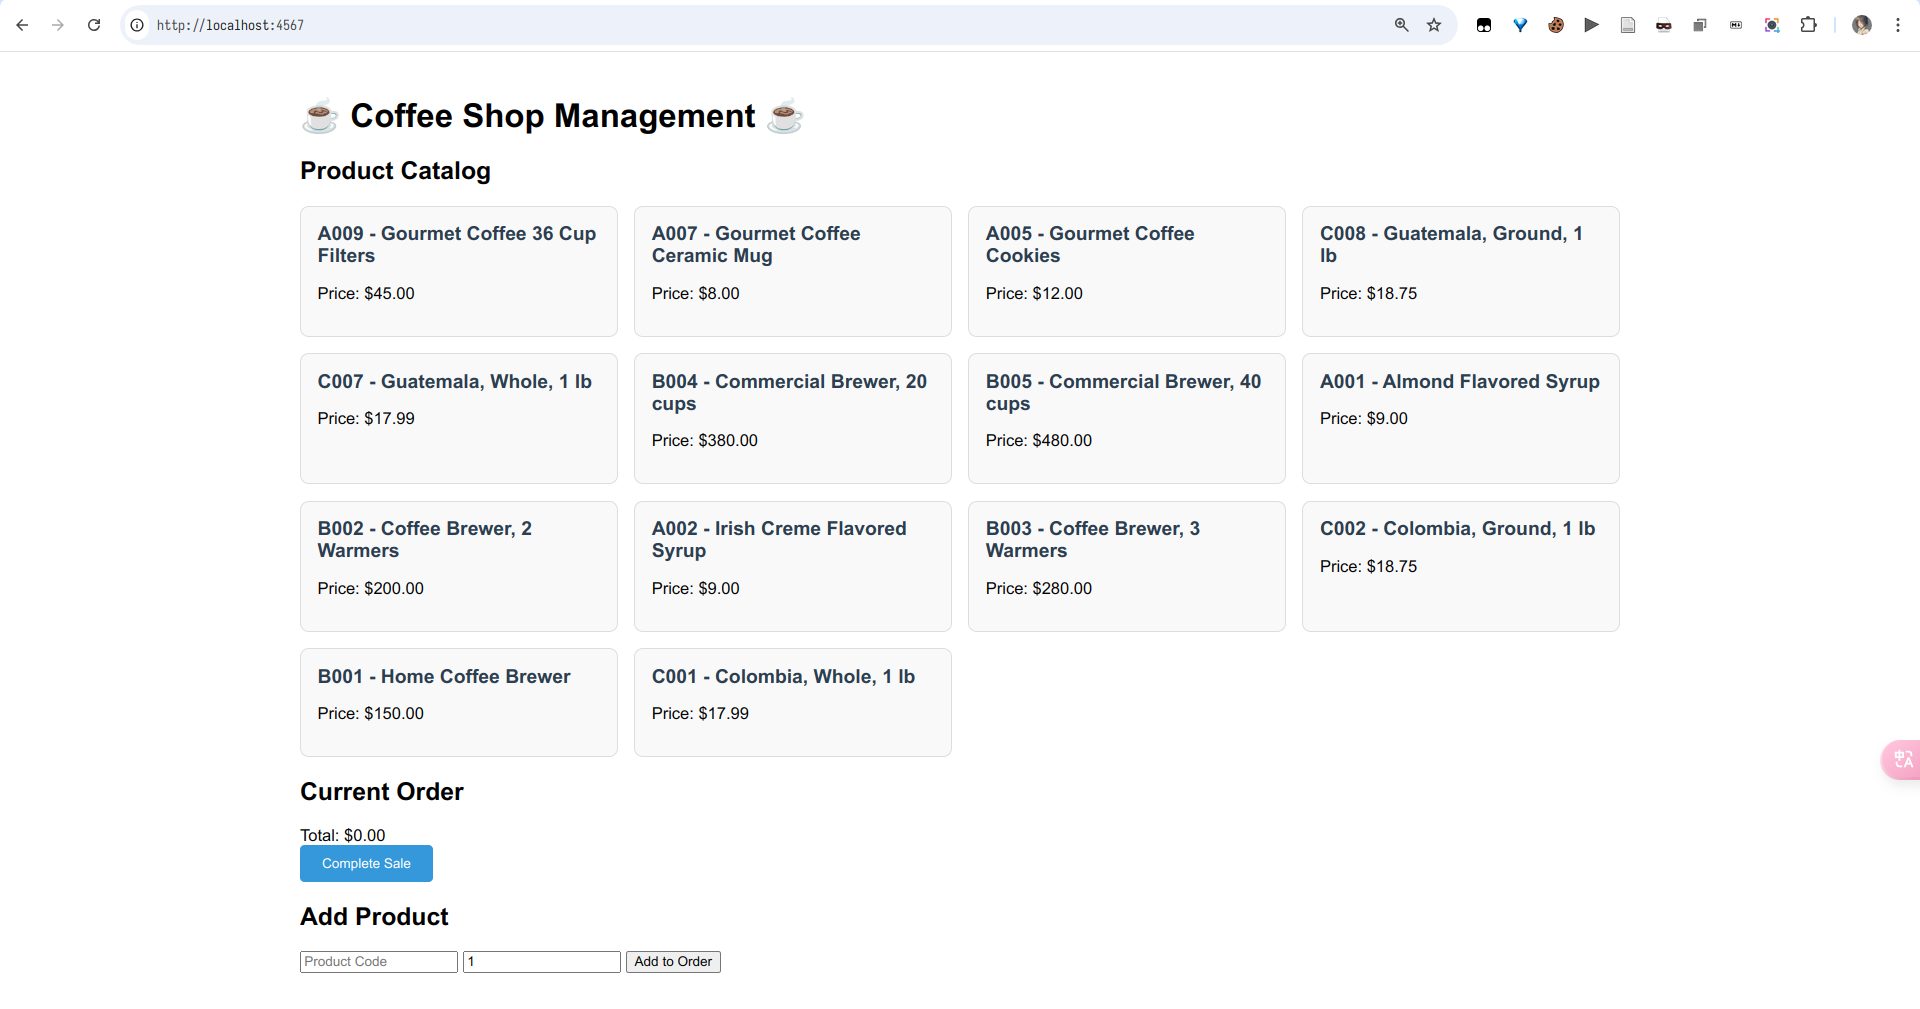 http://localhost:4567
☕ Coffee Shop Management ☕
Product Catalog
A009 - Gourmet Coffee 36 Cup
Filters
Price: $45.00
A007 - Gourmet Coffee
Ceramic Mug
Price: $8.00
A005 - Gourmet Coffee
Cookies
Price: $12.00
C008 - Guatemala, Ground, 1
lb
Price: $18.75
C007 - Guatemala, Whole, 1 lb
Price: $17.99
B004 - Commercial Brewer, 20
cups
Price: $380.00
B005 - Commercial Brewer, 40
cups
Price: $480.00
A001 - Almond Flavored Syrup
Price: $9.00
B002 - Coffee Brewer, 2
Warmers
Price: $200.00
A002 - Irish Creme Flavored
Syrup
Price: $9.00
B003 - Coffee Brewer, 3
Warmers
Price: $280.00
C002 - Colombia, Ground, 1 lb
Price: $18.75
B001 - Home Coffee Brewer
Price: $150.00
C001 - Colombia, Whole, 1 lb
Price: $17.99
Current Order
Total: $0.00
Complete Sale
Add Product
Product Code
1
Add to Order